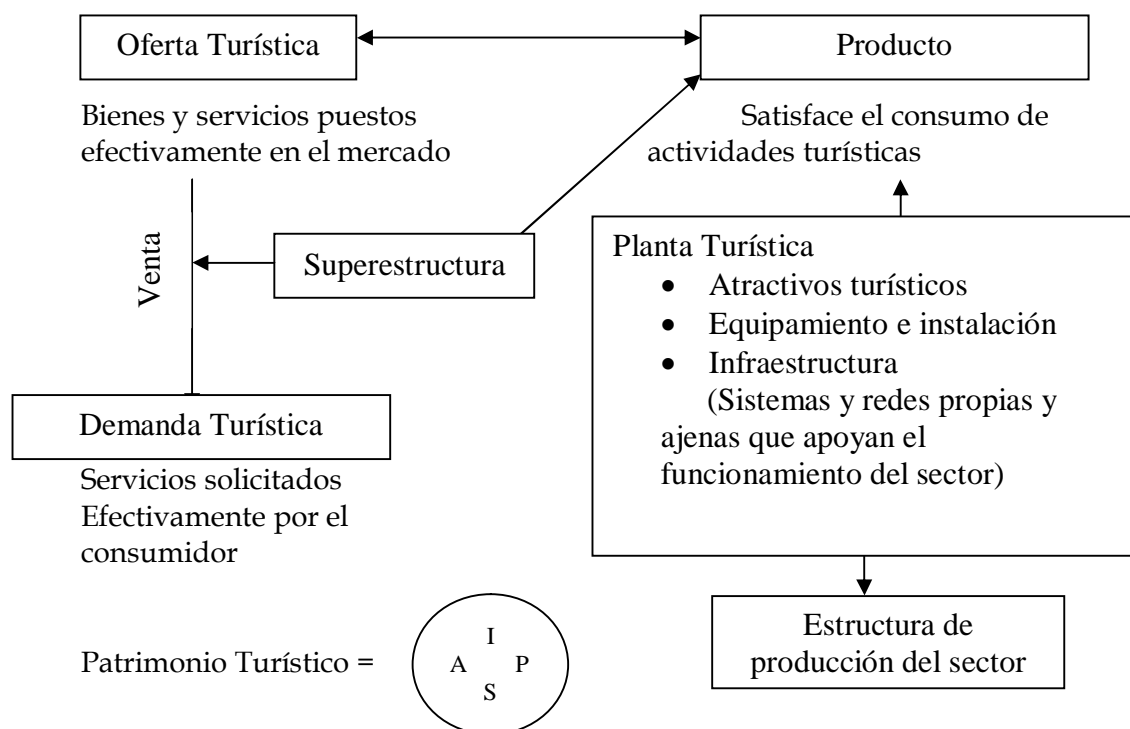 Oferta Turística
Producto
Bienes y servicios puestos
efectivamente en el mercado
Satisface el consumo de
actividades turísticas
Venta
Superestructura
Planta Turística
• Atractivos turísticos
• Equipamiento e instalación
• Infraestructura
(Sistemas y redes propias y
ajenas que apoyan el
funcionamiento del sector)
Demanda Turística
Servicios solicitados
Efectivamente por el
consumidor
Estructura de
producción del sector
Patrimonio Turístico =
I
A P
S